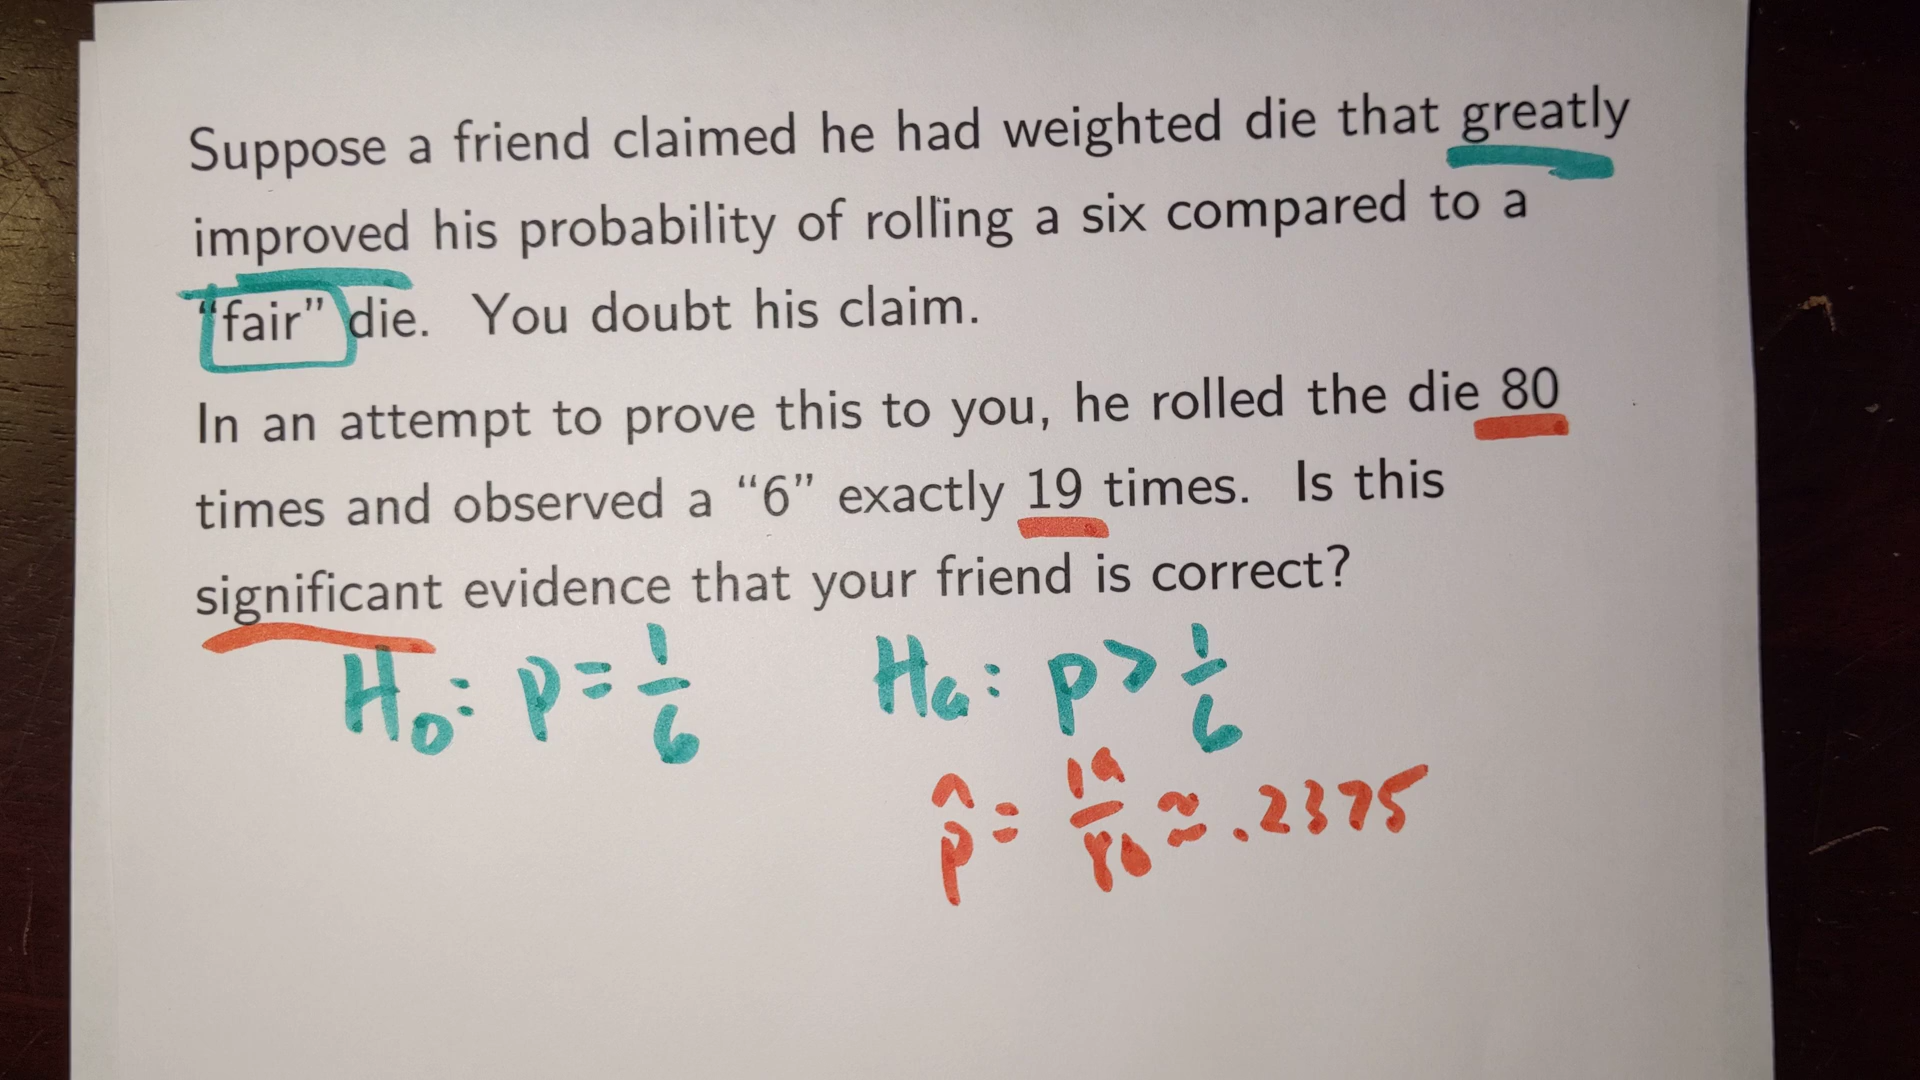 Suppose a friend claimed he had weighted die that greatly
improved his probability of rolling a six compared to a
“fair” die. You doubt his claim.
In an attempt to prove this to you, he rolled the die 80
times and observed a “6” exactly 19 times. Is this
significant evidence that your friend is correct?
H₀: p = 1/6 Hₐ: p > 1/6
p̂ = 19/80 ≈ .2375